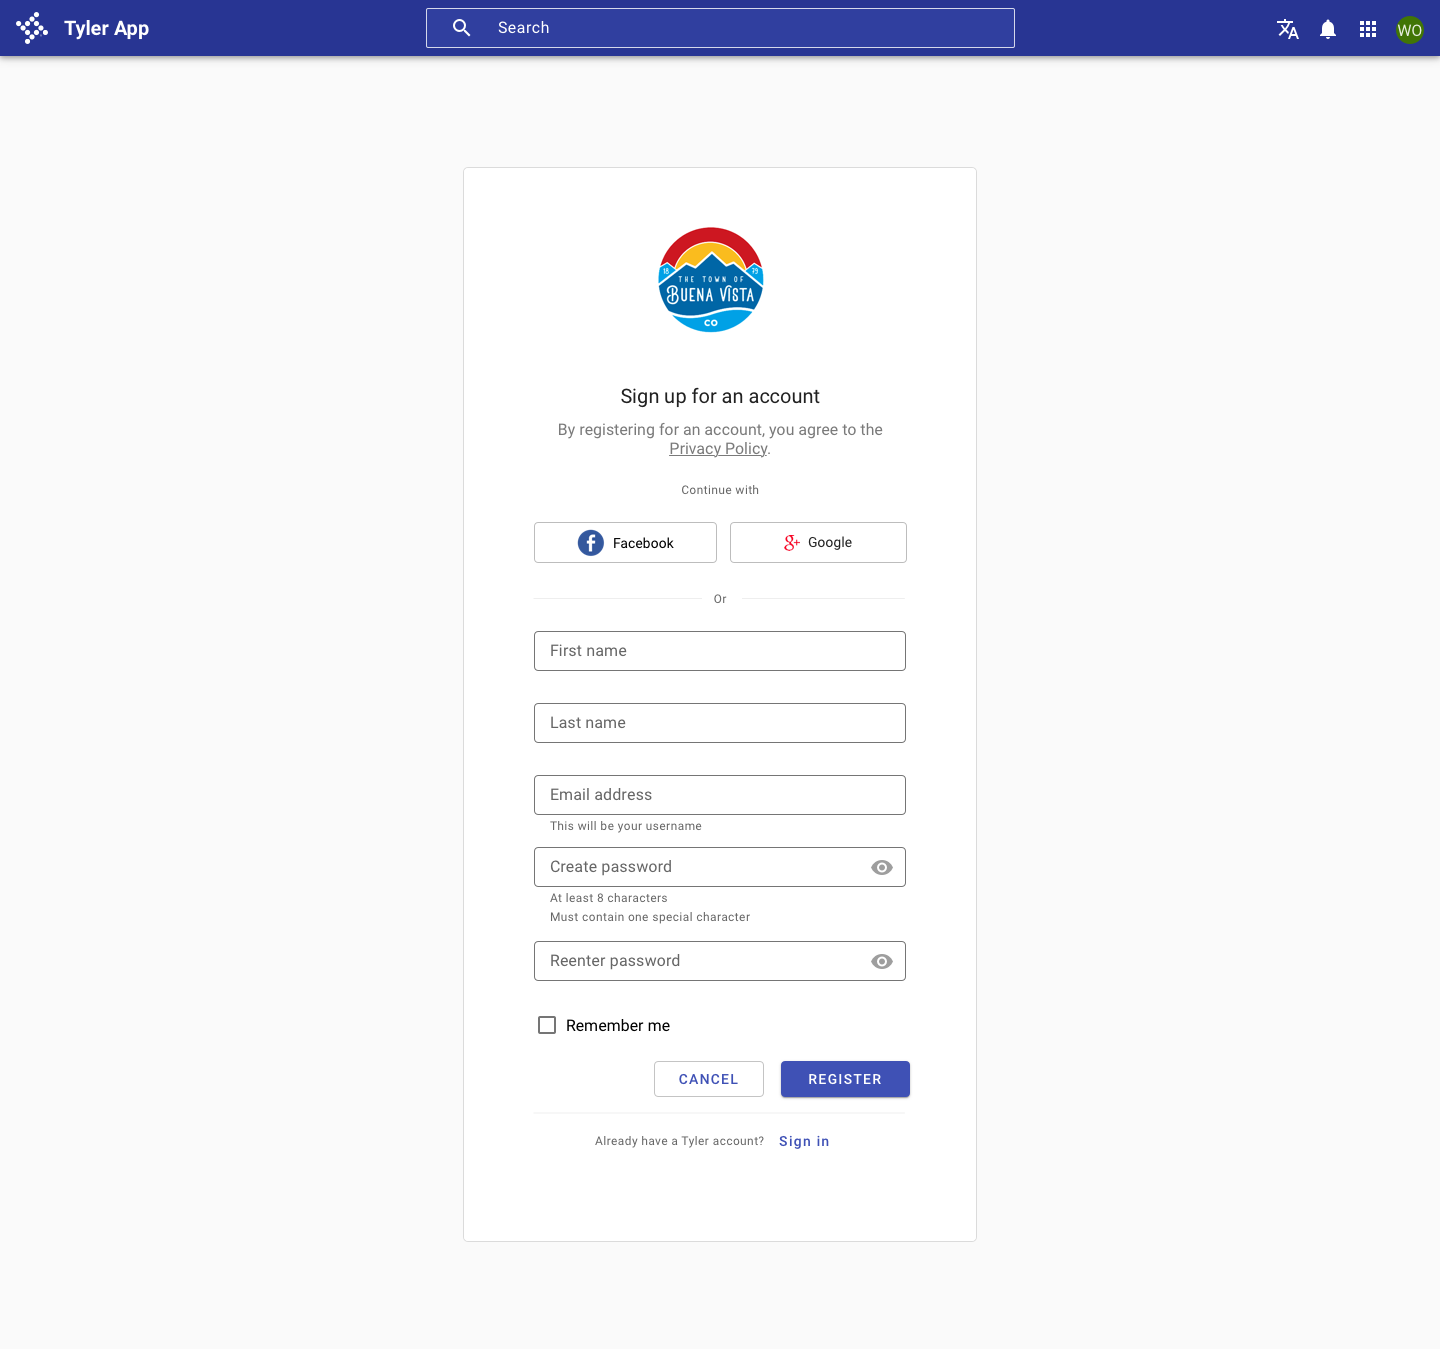 Tyler App
Search
WO
18 79
THE TOWN OF
BUENA VISTA
CO
Sign up for an account
By registering for an account, you agree to the
Privacy Policy.
Continue with
Facebook
Google
Or
First name
Last name
Email address
This will be your username
Create password
At least 8 characters
Must contain one special character
Reenter password
Remember me
CANCEL
REGISTER
Already have a Tyler account? Sign in